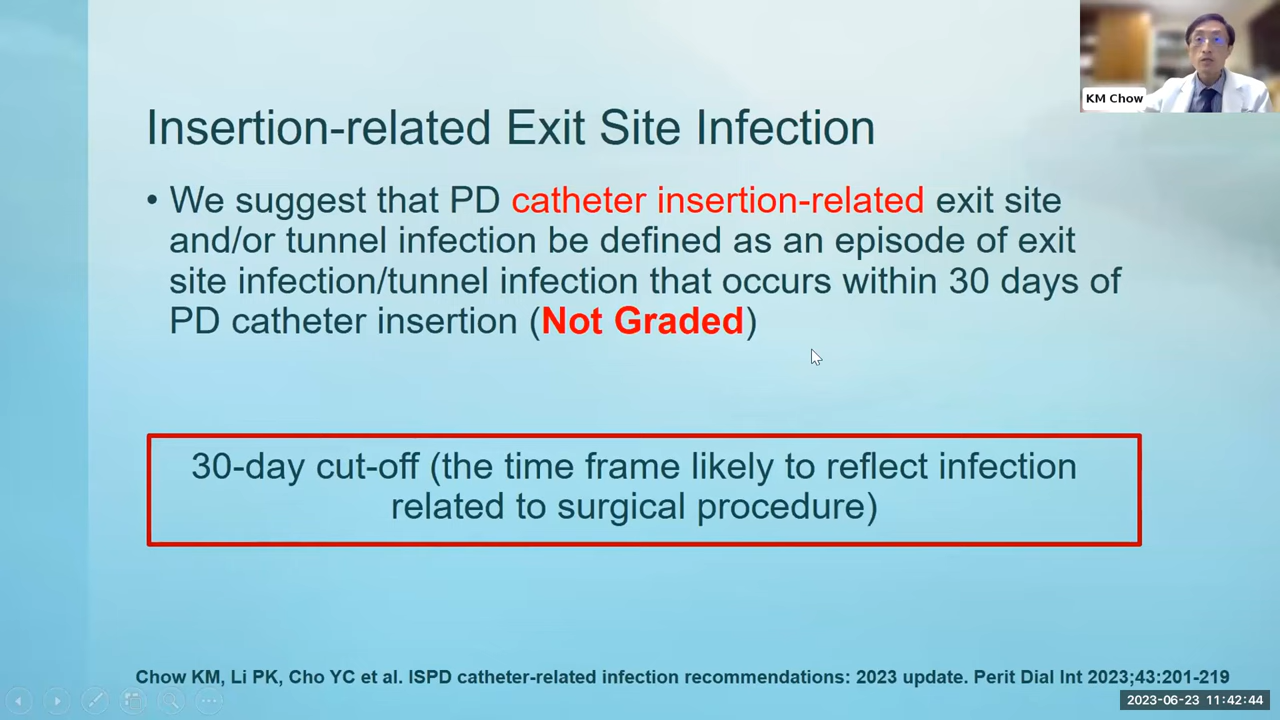 KM Chow
Insertion-related Exit Site Infection
• We suggest that PD catheter insertion-related exit site
and/or tunnel infection be defined as an episode of exit
site infection/tunnel infection that occurs within 30 days of
PD catheter insertion (Not Graded)
30-day cut-off (the time frame likely to reflect infection
related to surgical procedure)
Chow KM, Li PK, Cho YC et al. ISPD catheter-related infection recommendations: 2023 update. Perit Dial Int 2023;43:201-219
2023-06-23 11:42:44